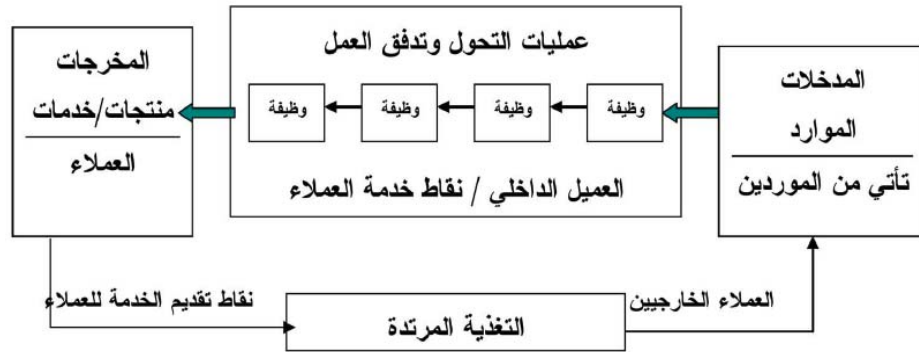 المدخلات
الموارد
تأتي من الموردين
عمليات التحول وتدفق العمل
وظيفة
وظيفة
وظيفة
وظيفة
العميل الداخلي / نقاط خدمة العملاء
المخرجات
منتجات/خدمات
العملاء
نقاط تقديم الخدمة للعملاء
التغذية المرتدة
العملاء الخارجيين